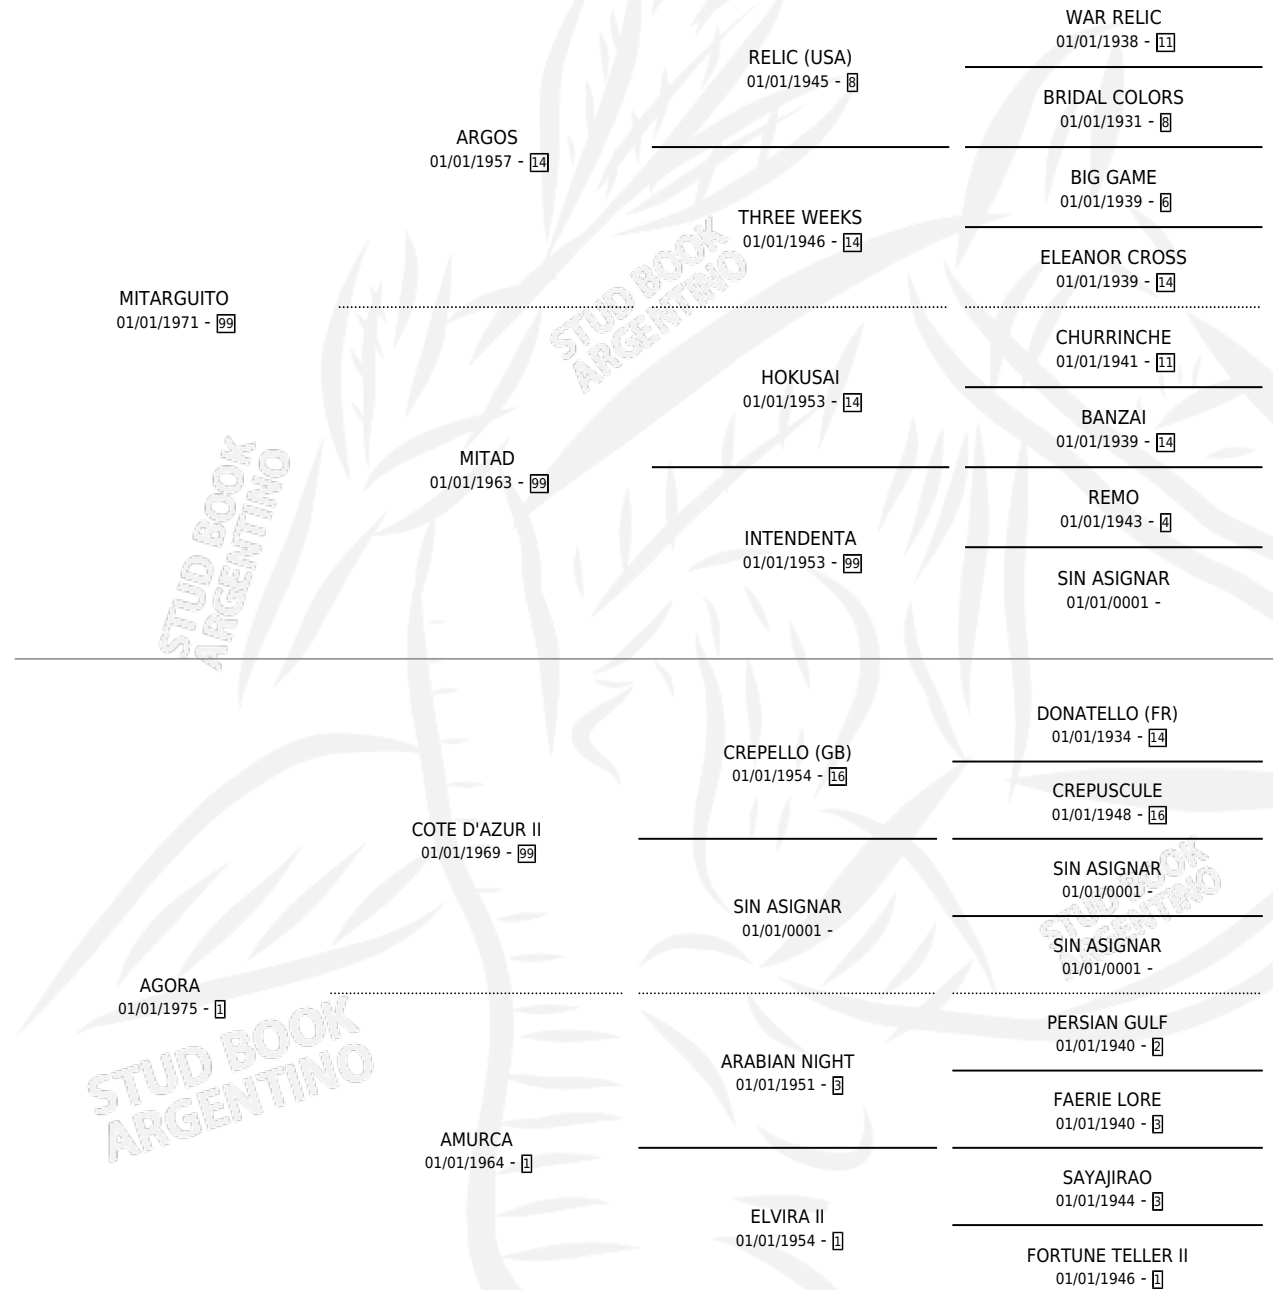 WAR RELIC
01/01/1938 - 11
RELIC (USA)
01/01/1945 - 8
BRIDAL COLORS
01/01/1931 - 8
ARGOS
01/01/1957 - 14
BIG GAME
01/01/1939 - 6
THREE WEEKS
01/01/1946 - 14
ELEANOR CROSS
01/01/1939 - 14
MITARGUITO
01/01/1971 - 99
STUD BOOK
ARGENTINO
CHURRINCHE
01/01/1941 - 11
HOKUSAI
01/01/1953 - 14
BANZAI
01/01/1939 - 14
MITAD
01/01/1963 - 99
REMO
01/01/1943 - 4
INTENDENTA
01/01/1953 - 99
SIN ASIGNAR
01/01/0001 -
STUD BOOK
ARGENTINO
DONATELLO (FR)
01/01/1934 - 14
CREPELLO (GB)
01/01/1954 - 16
CREPUSCULE
01/01/1948 - 16
COTE D'AZUR II
01/01/1969 - 99
SIN ASIGNAR
01/01/0001 -
SIN ASIGNAR
01/01/0001 -
SIN ASIGNAR
01/01/0001 -
STUD BOOK
ARGENTINO
AGORA
01/01/1975 - 1
PERSIAN GULF
01/01/1940 - 2
ARABIAN NIGHT
01/01/1951 - 3
FAERIE LORE
01/01/1940 - 3
STUD BOOK
ARGENTINO
AMURCA
01/01/1964 - 1
SAYAJIRAO
01/01/1944 - 3
ELVIRA II
01/01/1954 - 1
FORTUNE TELLER II
01/01/1946 - 1